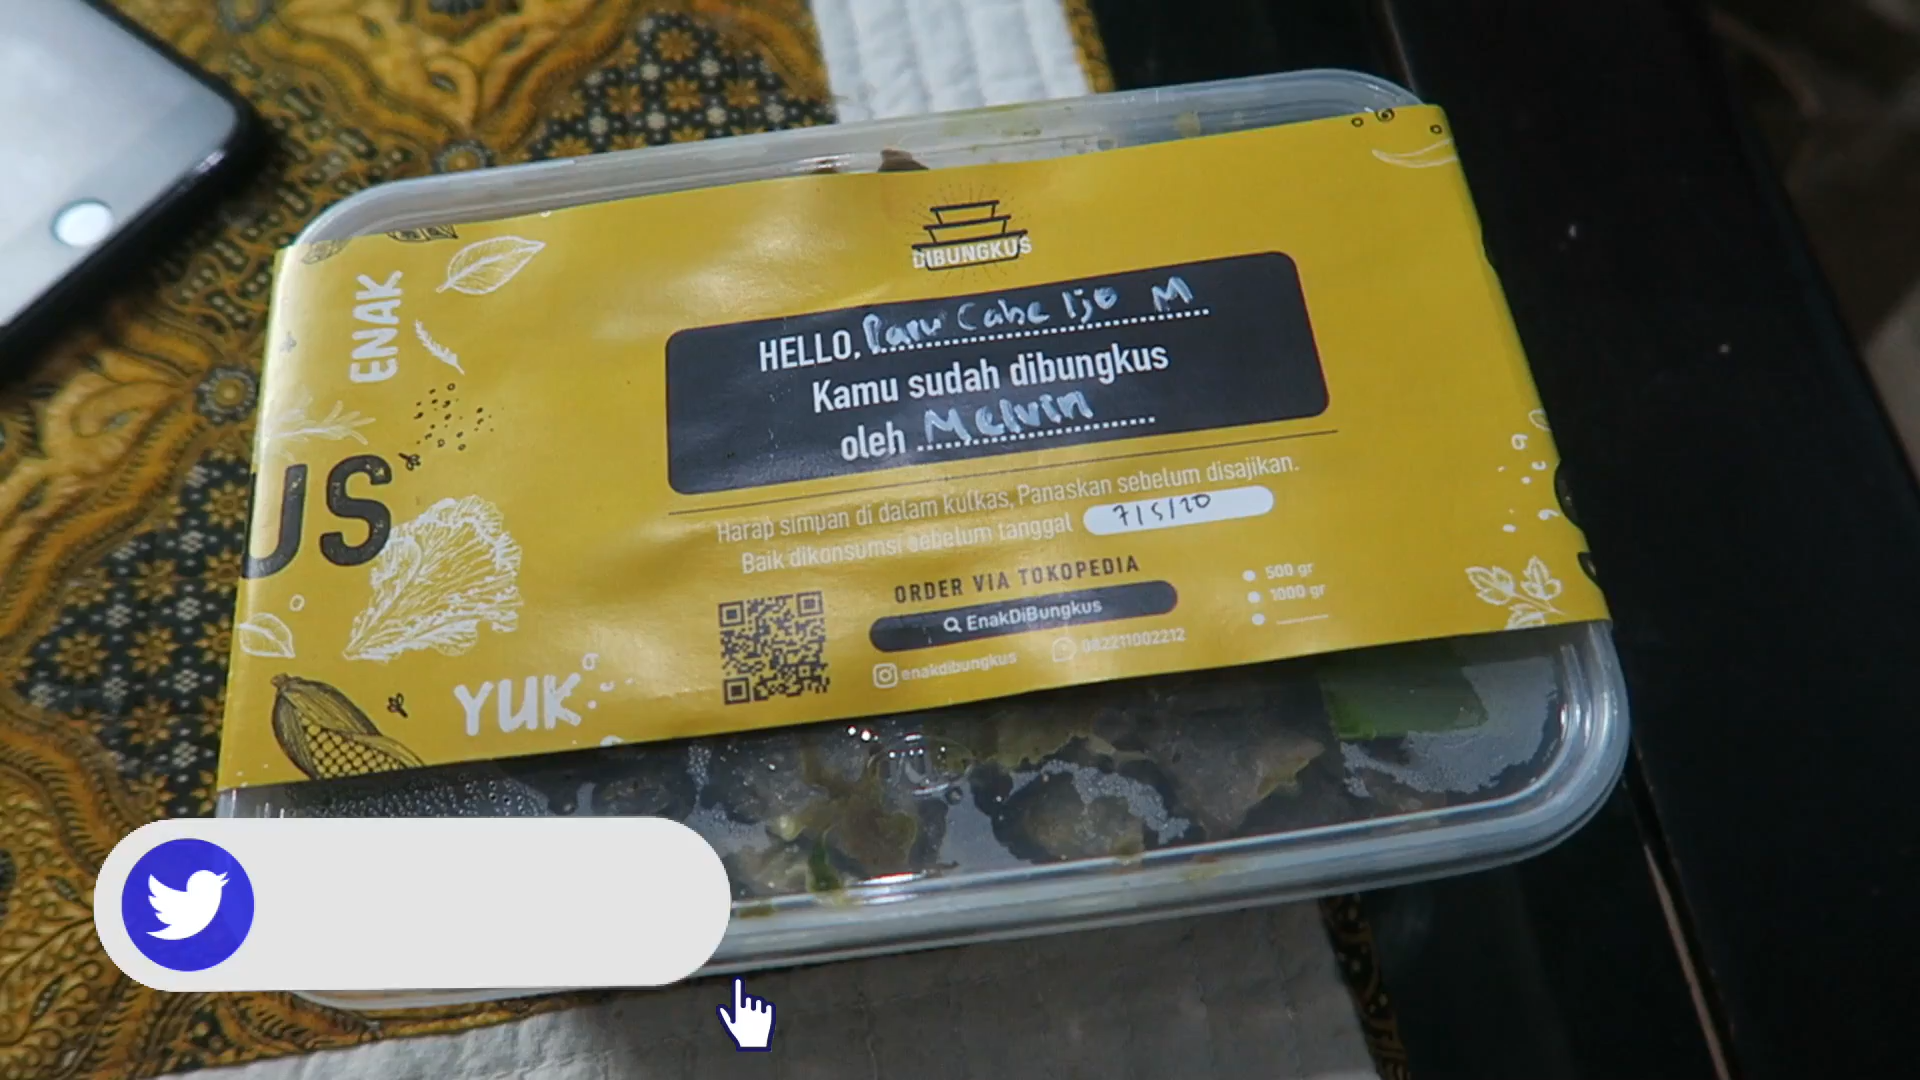 DIBUNGKUS
ENAK
HELLO, Paru Cabe Ijo M
Kamu sudah dibungkus
oleh Melvin
US
Harap simpan di dalam kulkas, Panaskan sebelum disajikan.
Baik dikonsumsi sebelum tanggal 7/5/20
ORDER VIA TOKOPEDIA
EnakDiBungkus
enakdibungkus
082211002212
500 gr
1000 gr
YUK